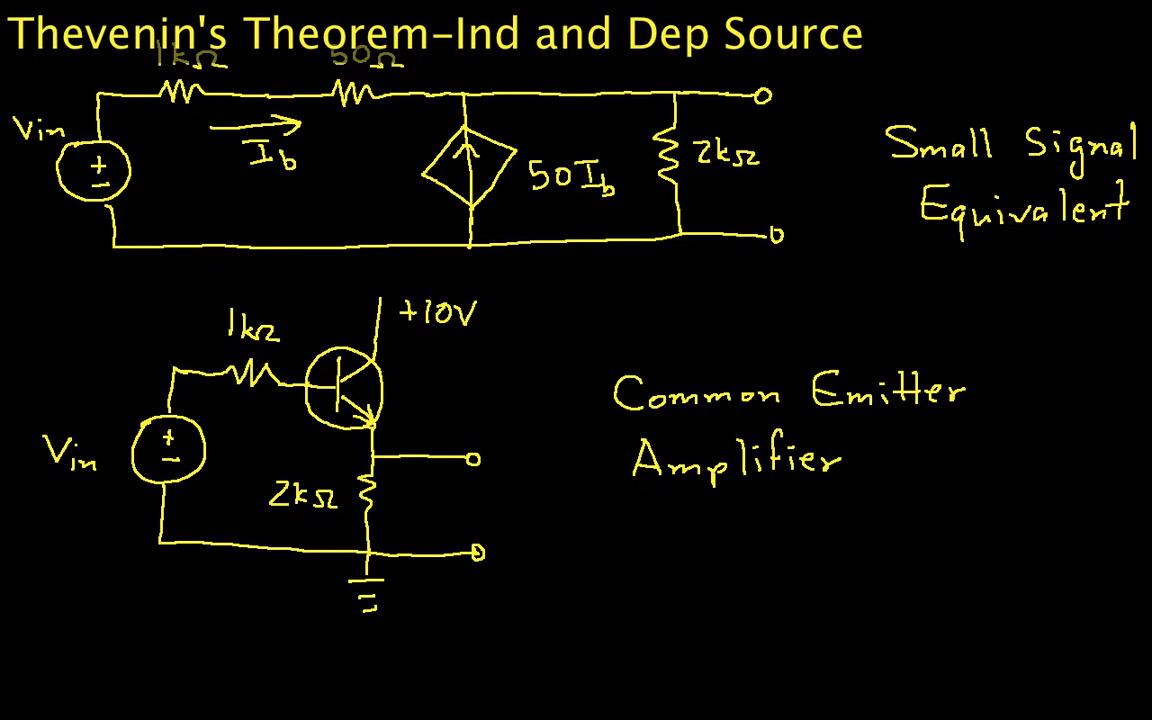 Thevenin's Theorem-Ind and Dep Source
1kΩ 50Ω
Vin + - Ib 50Ib 2kΩ
Small Signal
Equivalent
1kΩ +10V
Vin + - 2kΩ
Common Emitter
Amplifier